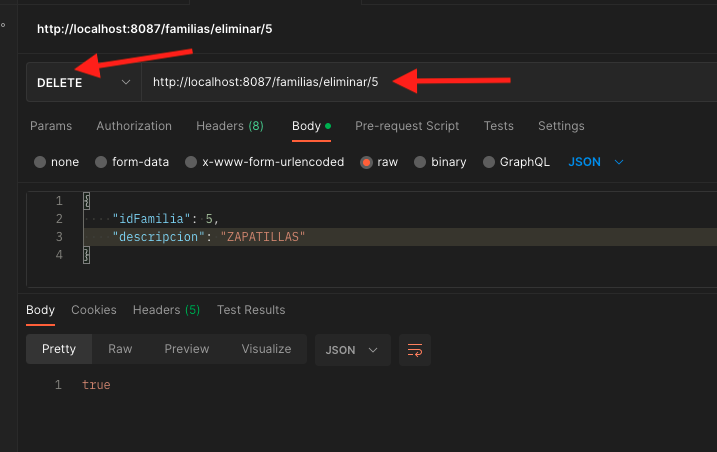 http://localhost:8087/familias/eliminar/5
DELETE http://localhost:8087/familias/eliminar/5
Params Authorization Headers (8) Body Pre-request Script Tests Settings
none form-data x-www-form-urlencoded raw binary GraphQL JSON
1 {
2 "idFamilia": 5,
3 "descripcion": "ZAPATILLAS"
4 }
Body Cookies Headers (5) Test Results
Pretty Raw Preview Visualize JSON
1 true